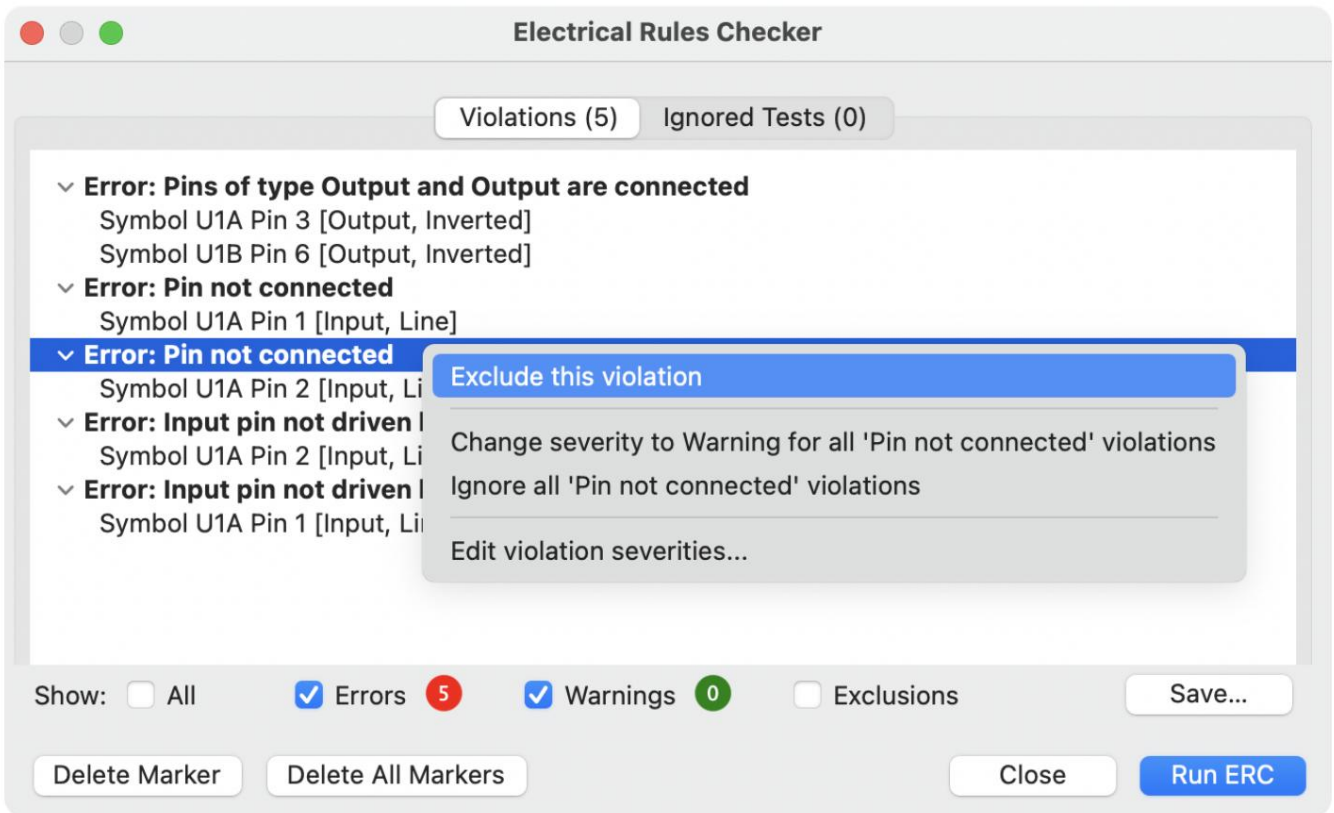 Electrical Rules Checker
Violations (5) Ignored Tests (0)
Error: Pins of type Output and Output are connected
Symbol U1A Pin 3 [Output, Inverted]
Symbol U1B Pin 6 [Output, Inverted]
Error: Pin not connected
Symbol U1A Pin 1 [Input, Line]
Error: Pin not connected
Exclude this violation
Symbol U1A Pin 2 [Input, Li
Error: Input pin not driven
Change severity to Warning for all 'Pin not connected' violations
Symbol U1A Pin 2 [Input, Li
Ignore all 'Pin not connected' violations
Error: Input pin not driven
Symbol U1A Pin 1 [Input, Li
Edit violation severities...
Show: All Errors 5 Warnings 0 Exclusions Save...
Delete Marker Delete All Markers Close Run ERC